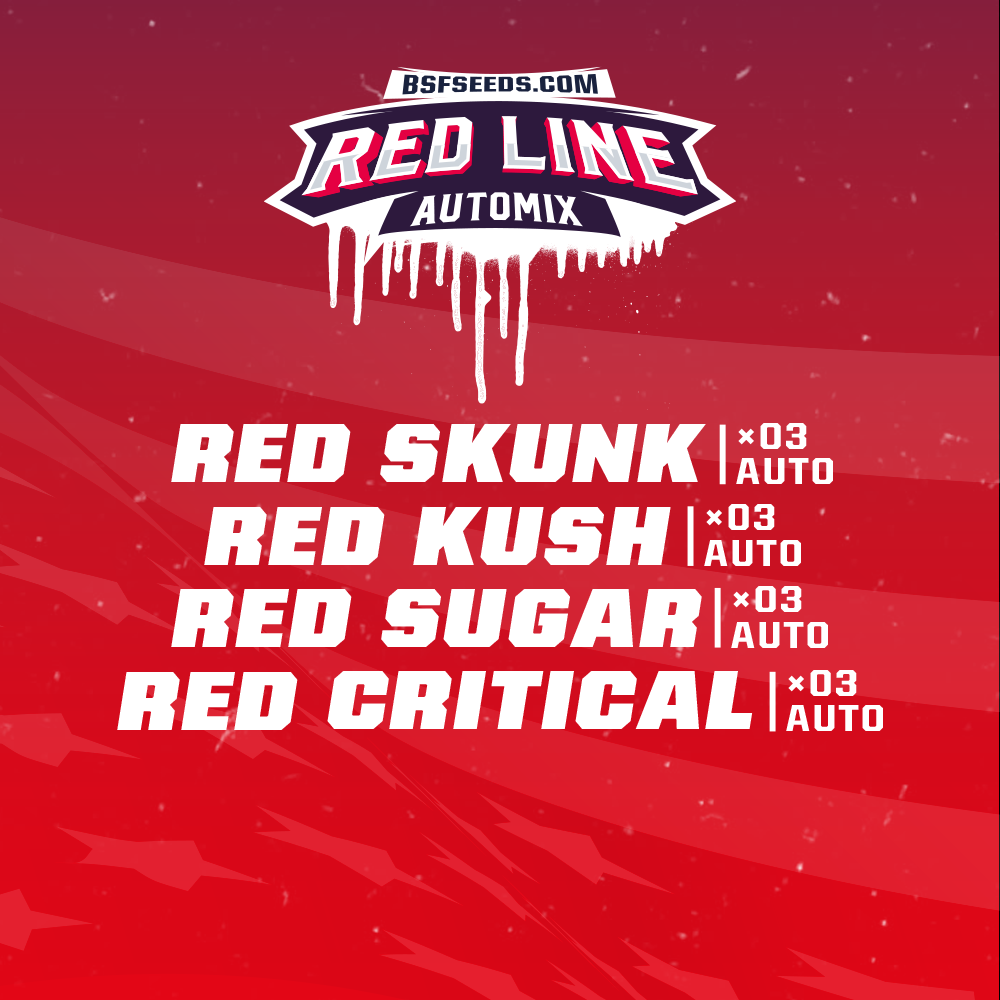 BSFSEEDS.COM
RED LINE
AUTOMIX
RED SKUNK | ×03 AUTO
RED KUSH | ×03 AUTO
RED SUGAR | ×03 AUTO
RED CRITICAL | ×03 AUTO